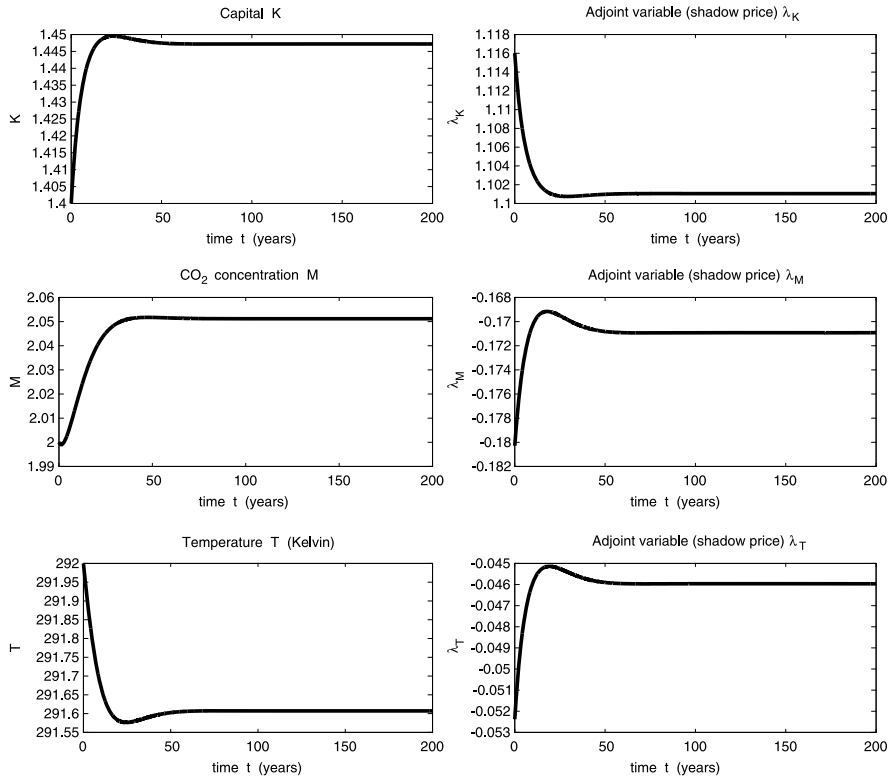 Capital K
1.45
1.445
1.44
1.435
1.43
1.425
1.42
1.415
1.41
1.405
1.4
K
0 50 100 150 200
time t (years)
Adjoint variable (shadow price) λ_K
1.118
1.116
1.114
1.112
1.11
1.108
1.106
1.104
1.102
1.100
λ_K
0 50 100 150 200
time t (years)
CO₂ concentration M
2.06
2.05
2.04
2.03
2.02
2.01
2
1.99
M
0 50 100 150 200
time t (years)
Adjoint variable (shadow price) λ_M
-0.168
-0.17
-0.172
-0.174
-0.176
-0.178
-0.18
-0.182
λ_M
0 50 100 150 200
time t (years)
Temperature T (Kelvin)
292
291.95
291.9
291.85
291.8
291.75
291.7
291.65
291.6
291.55
T
0 50 100 150 200
time t (years)
Adjoint variable (shadow price) λ_T
-0.045
-0.046
-0.047
-0.048
-0.049
-0.05
-0.051
-0.052
-0.053
λ_T
0 50 100 150 200
time t (years)